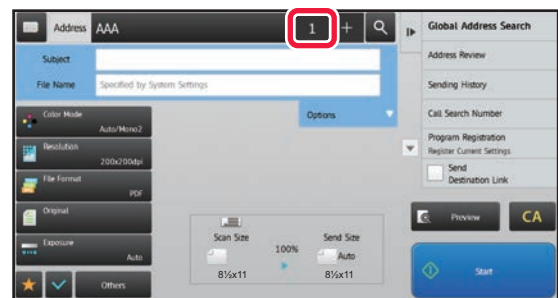 Address AAA 1 +
Subject
File Name Specified by System Settings
Options
Color Mode
Auto/Mono2
Resolution
200x200dpi
File Format
PDF
Original
Exposure
Auto
Others
Scan Size
100%
Send Size
Auto
8½x11
8½x11
Global Address Search
Address Review
Sending History
Call Search Number
Program Registration
Register Current Settings
Send
Destination Link
Preview
CA
Start